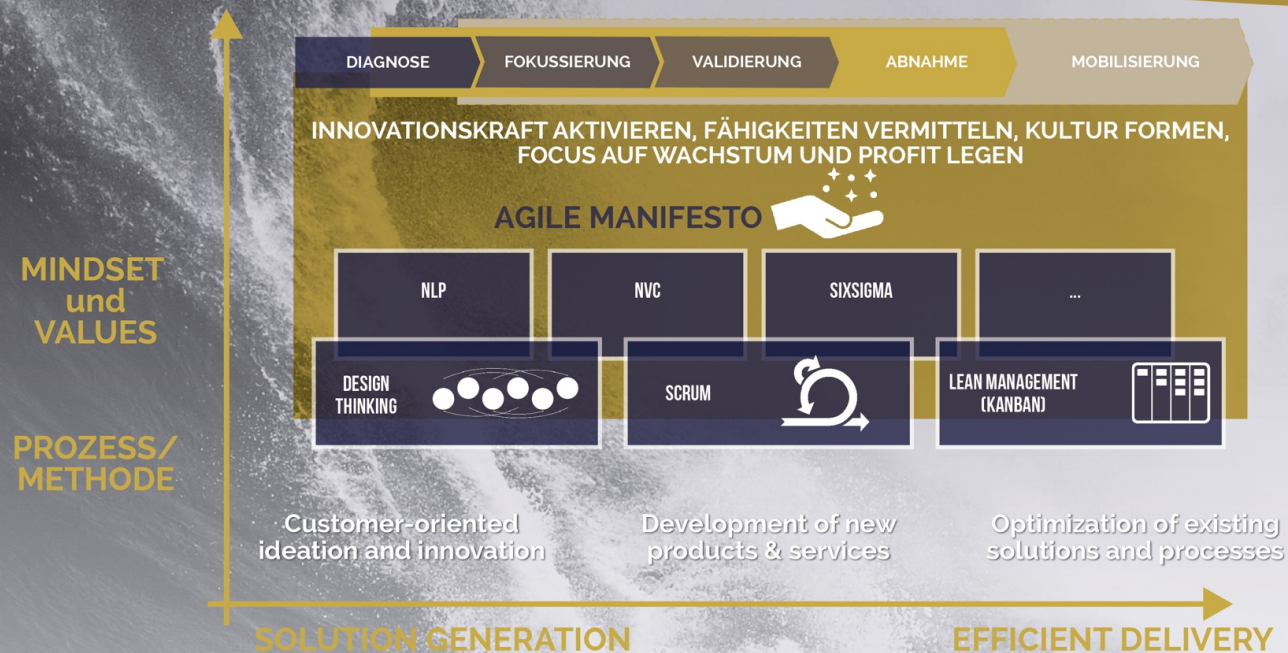 DIAGNOSE
FOKUSSIERUNG
VALIDIERUNG
ABNAHME
MOBILISIERUNG
INNOVATIONSKRAFT AKTIVIEREN, FÄHIGKEITEN VERMITTELN, KULTUR FORMEN,
FOCUS AUF WACHSTUM UND PROFIT LEGEN
AGILE MANIFESTO
MINDSET
und
VALUES
NLP
NVC
SIXSIGMA
...
DESIGN
THINKING
SCRUM
LEAN MANAGEMENT
(KANBAN)
PROZESS/
METHODE
Customer-oriented
ideation and innovation
Development of new
products & services
Optimization of existing
solutions and processes
SOLUTION GENERATION
EFFICIENT DELIVERY